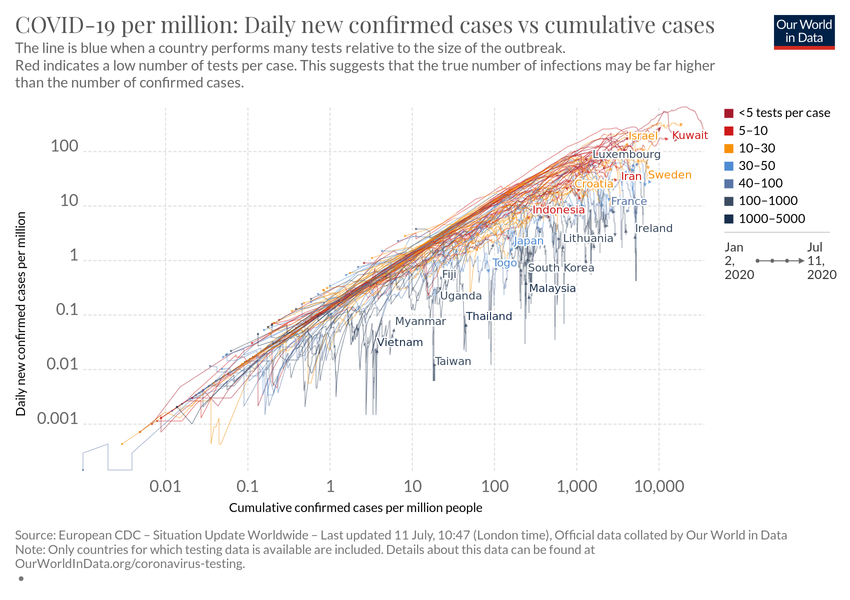 COVID-19 per million: Daily new confirmed cases vs cumulative cases
Our World
in Data
The line is blue when a country performs many tests relative to the size of the outbreak.
Red indicates a low number of tests per case. This suggests that the true number of infections may be far higher
than the number of confirmed cases.
<5 tests per case
5–10
10–30
30–50
40–100
100–1000
1000–5000
Jan
2,
2020
Jul
11,
2020
Daily new confirmed cases per million
100
10
1
0.1
0.01
0.001
Israel
Kuwait
Luxembourg
Iran
Sweden
Croatia
France
Indonesia
Ireland
Japan
Lithuania
Togo
South Korea
Fiji
Malaysia
Uganda
Thailand
Myanmar
Vietnam
Taiwan
0.01
0.1
1
10
100
1,000
10,000
Cumulative confirmed cases per million people
Source: European CDC – Situation Update Worldwide – Last updated 11 July, 10:47 (London time), Official data collated by Our World in Data
Note: Only countries for which testing data is available are included. Details about this data can be found at
OurWorldInData.org/coronavirus-testing.